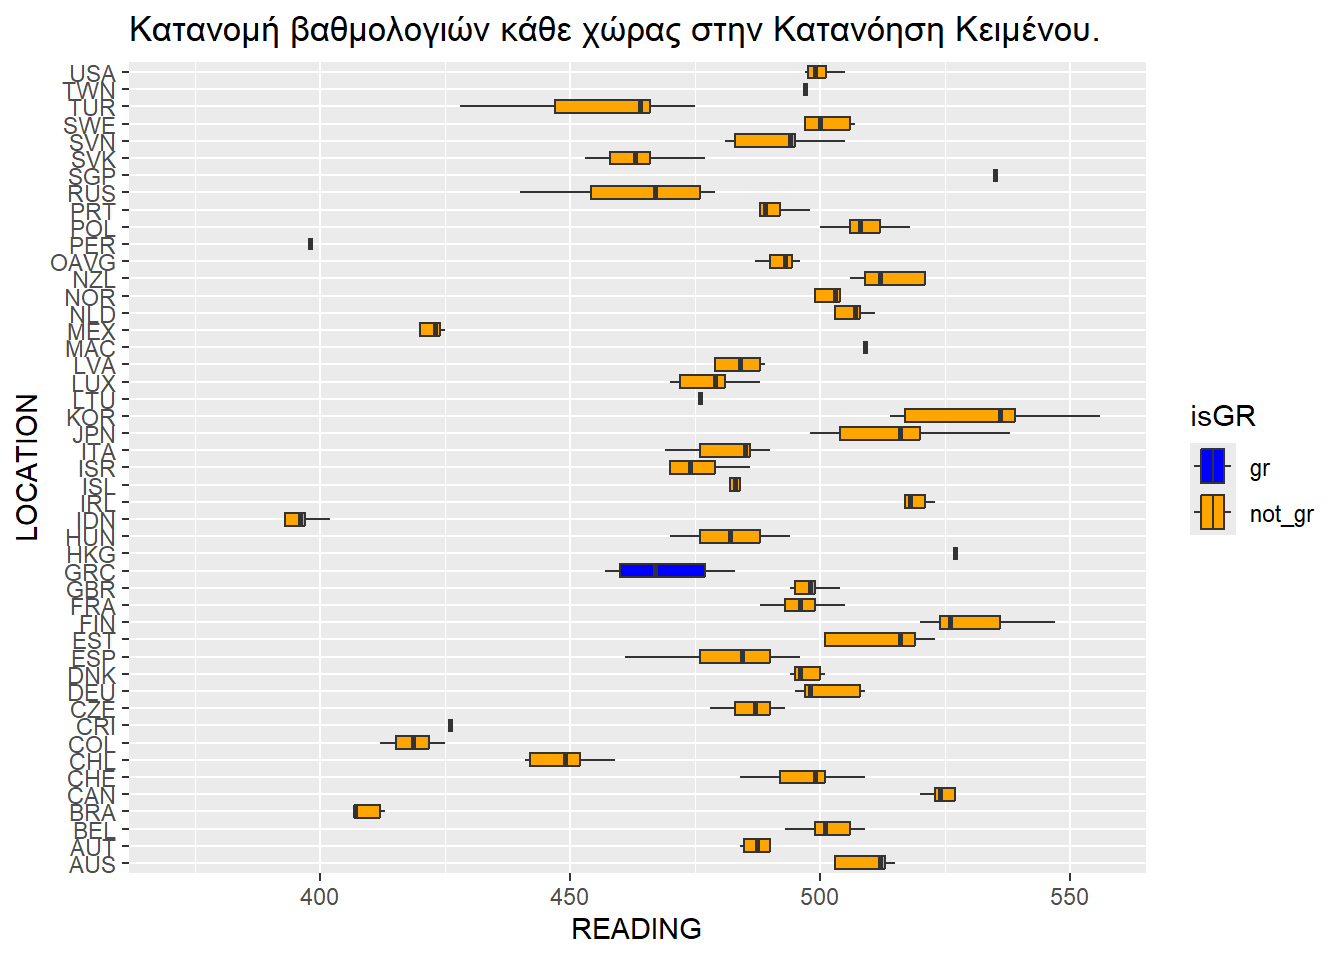 Κατανομή βαθμολογιών κάθε χώρας στην Κατανόηση Κειμένου.
USA
TWN
TUR
SWE
SVN
SVK
SGP
RUS
PRT
POL
PER
OAVG
NZL
NOR
NLD
MEX
MAC
LVA
LUX
LTU
KOR
JPN
ITA
ISR
ISL
IRL
IDN
HUN
HKG
GRC
GBR
FRA
FIN
EST
ESP
DNK
DEU
CZE
CRI
COL
CHL
CHE
CAN
BRA
BEL
AUT
AUS
LOCATION
400 450 500 550
READING
isGR
gr
not_gr